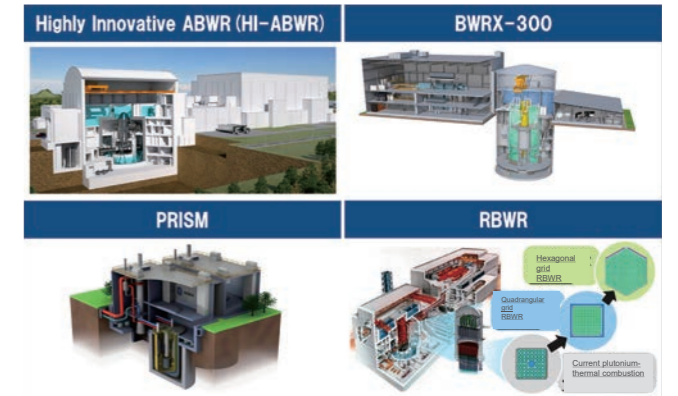 Highly Innovative ABWR (HI-ABWR)
BWRX-300
PRISM
RBWR
Hexagonal
grid
RBWR
Quadrangular
grid
RBWR
Current plutonium-
thermal combustion